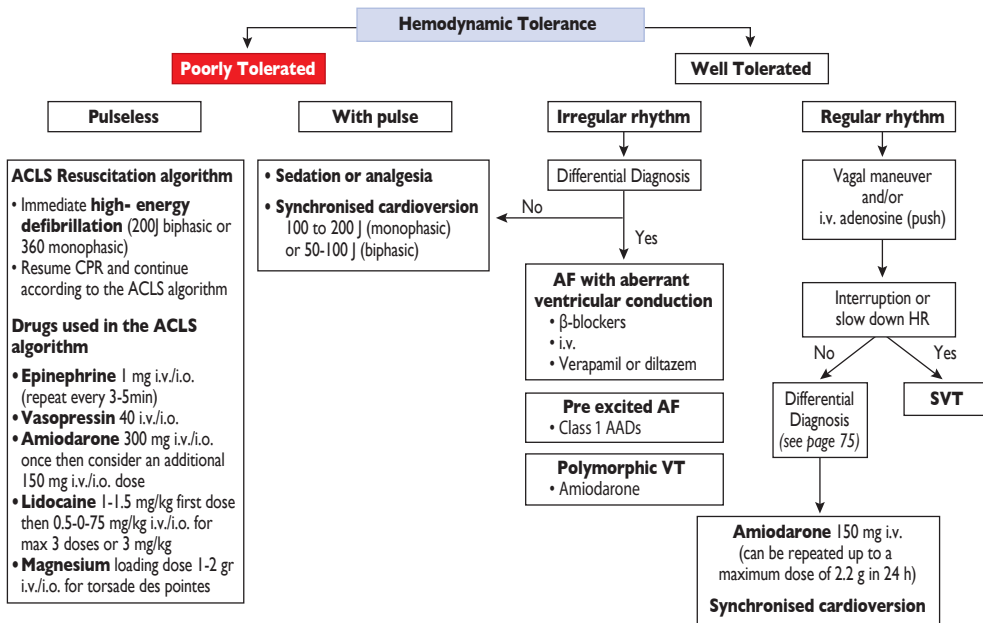 Hemodynamic Tolerance
Poorly Tolerated
Well Tolerated
Pulseless
With pulse
Irregular rhythm
Regular rhythm
ACLS Resuscitation algorithm
• Immediate high- energy
defibrillation (200J biphasic or
360 monophasic)
• Resume CPR and continue
according to the ACLS algorithm
Drugs used in the ACLS
algorithm
• Epinephrine 1 mg i.v./i.o.
(repeat every 3-5min)
• Vasopressin 40 i.v./i.o.
• Amiodarone 300 mg i.v./i.o.
once then consider an additional
150 mg i.v./i.o. dose
• Lidocaine 1-1.5 mg/kg first dose
then 0.5-0-75 mg/kg i.v./i.o. for
max 3 doses or 3 mg/kg
• Magnesium loading dose 1-2 gr
i.v./i.o. for torsade des pointes
• Sedation or analgesia
• Synchronised cardioversion
100 to 200 J (monophasic)
or 50-100 J (biphasic)
Differential Diagnosis
No
Yes
AF with aberrant
ventricular conduction
• β-blockers
• i.v.
• Verapamil or diltazem
Pre excited AF
• Class 1 AADs
Polymorphic VT
• Amiodarone
Vagal maneuver
and/or
i.v. adenosine (push)
Interruption or
slow down HR
No
Yes
Differential
Diagnosis
(see page 75)
SVT
Amiodarone 150 mg i.v.
(can be repeated up to a
maximum dose of 2.2 g in 24 h)
Synchronised cardioversion